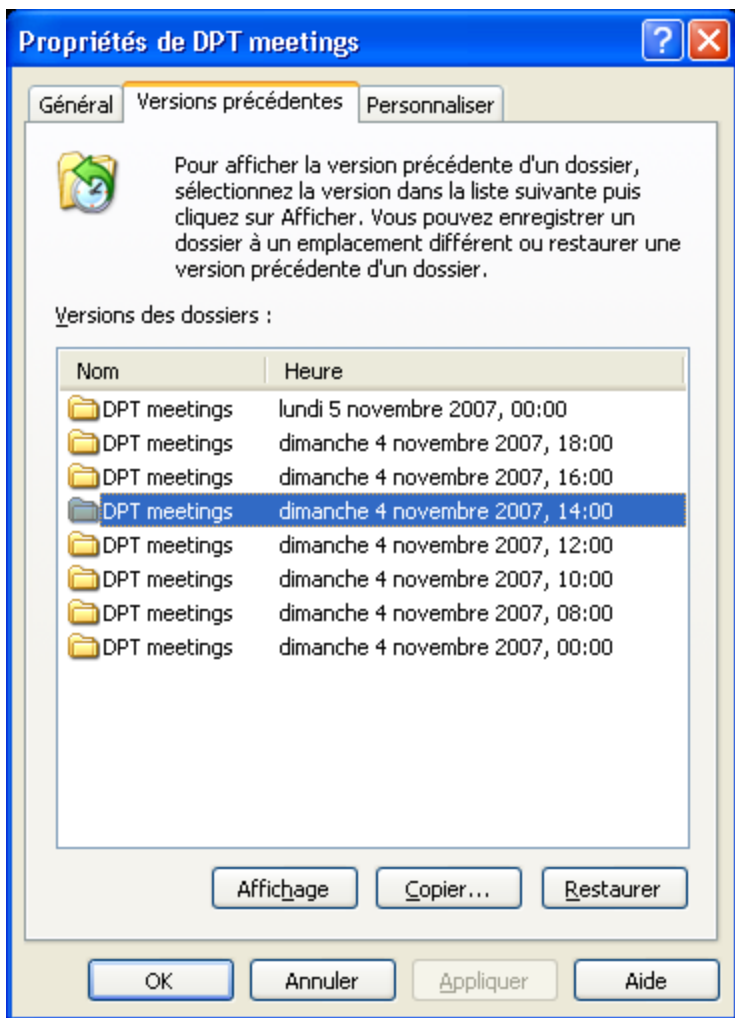 Propriétés de DPT meetings
Général Versions précédentes Personnaliser
Pour afficher la version précédente d'un dossier,
sélectionnez la version dans la liste suivante puis
cliquez sur Afficher. Vous pouvez enregistrer un
dossier à un emplacement différent ou restaurer une
version précédente d'un dossier.
Versions des dossiers :
Nom Heure
DPT meetings lundi 5 novembre 2007, 00:00
DPT meetings dimanche 4 novembre 2007, 18:00
DPT meetings dimanche 4 novembre 2007, 16:00
DPT meetings dimanche 4 novembre 2007, 14:00
DPT meetings dimanche 4 novembre 2007, 12:00
DPT meetings dimanche 4 novembre 2007, 10:00
DPT meetings dimanche 4 novembre 2007, 08:00
DPT meetings dimanche 4 novembre 2007, 00:00
Affichage Copier... Restaurer
OK Annuler Appliquer Aide